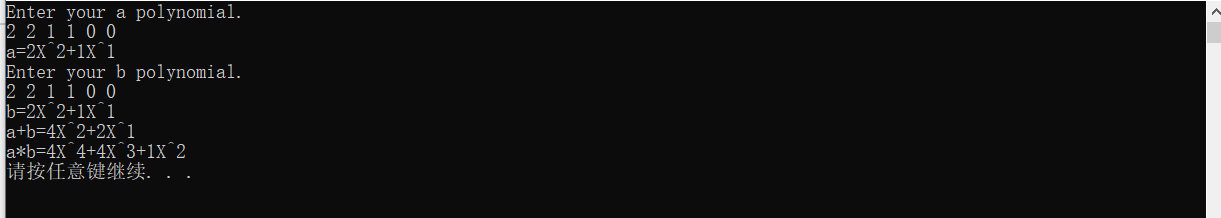 Enter your a polynomial.
2 2 1 1 0 0
a=2X^2+1X^1
Enter your b polynomial.
2 2 1 1 0 0
b=2X^2+1X^1
a+b=4X^2+2X^1
a*b=4X^4+4X^3+1X^2
请按任意键继续. . .